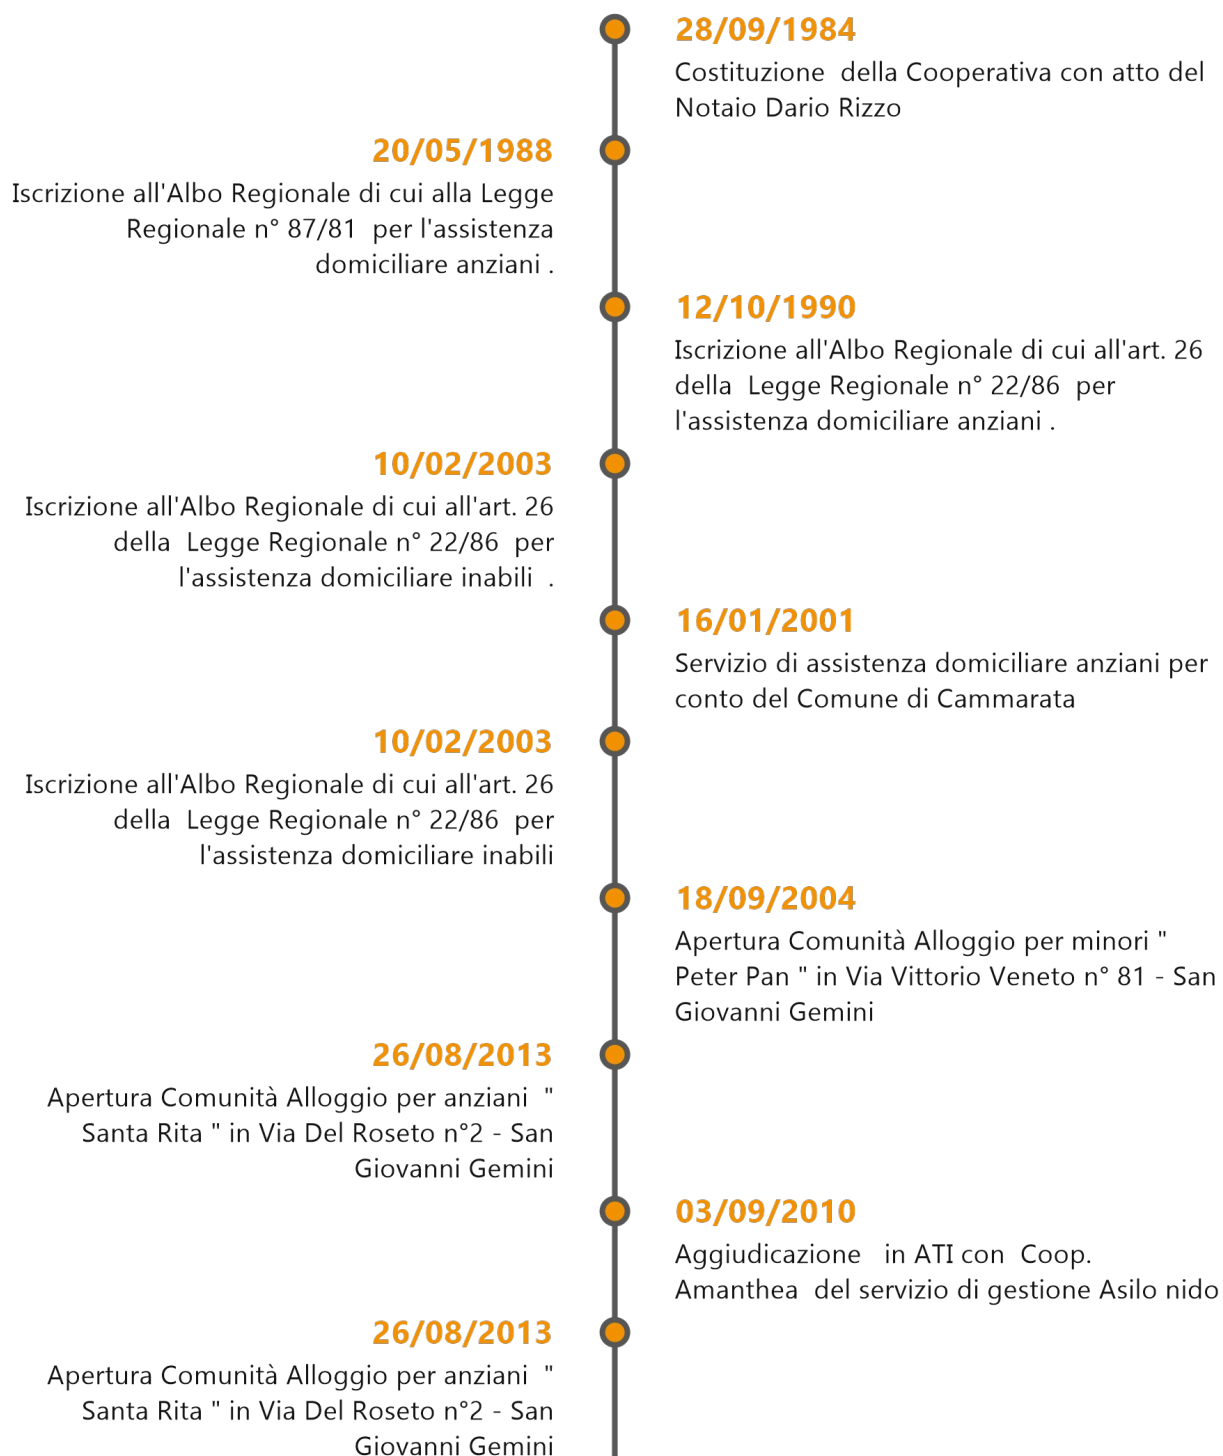 28/09/1984
Costituzione  della Cooperativa con atto del
Notaio Dario Rizzo
20/05/1988
Iscrizione all'Albo Regionale di cui alla Legge
Regionale n° 87/81  per l'assistenza
domiciliare anziani .
12/10/1990
Iscrizione all'Albo Regionale di cui all'art. 26
della  Legge Regionale n° 22/86  per
l'assistenza domiciliare anziani .
10/02/2003
Iscrizione all'Albo Regionale di cui all'art. 26
della  Legge Regionale n° 22/86  per
l'assistenza domiciliare inabili  .
16/01/2001
Servizio di assistenza domiciliare anziani per
conto del Comune di Cammarata
10/02/2003
Iscrizione all'Albo Regionale di cui all'art. 26
della  Legge Regionale n° 22/86  per
l'assistenza domiciliare inabili
18/09/2004
Apertura Comunità Alloggio per minori "
Peter Pan " in Via Vittorio Veneto n° 81 - San
Giovanni Gemini
26/08/2013
Apertura Comunità Alloggio per anziani  "
Santa Rita " in Via Del Roseto n°2 - San
Giovanni Gemini
03/09/2010
Aggiudicazione   in ATI con  Coop.
Amanthea  del servizio di gestione Asilo nido
26/08/2013
Apertura Comunità Alloggio per anziani  "
Santa Rita " in Via Del Roseto n°2 - San
Giovanni Gemini